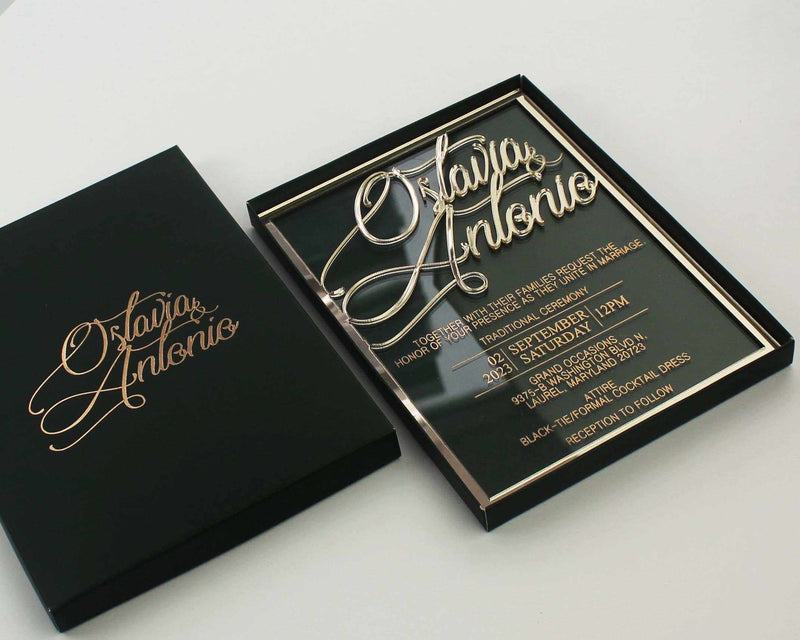 Ostavia &
Antonio
Ostavia &
Antonio
TOGETHER WITH THEIR FAMILIES REQUEST THE
HONOR OF YOUR PRESENCE AS THEY UNITE IN MARRIAGE.
TRADITIONAL CEREMONY
02 SEPTEMBER 12PM
2023 SATURDAY
GRAND OCCASIONS
9375-B WASHINGTON BLVD N,
LAUREL, MARYLAND 20723
ATTIRE
BLACK-TIE/FORMAL COCKTAIL DRESS
RECEPTION TO FOLLOW